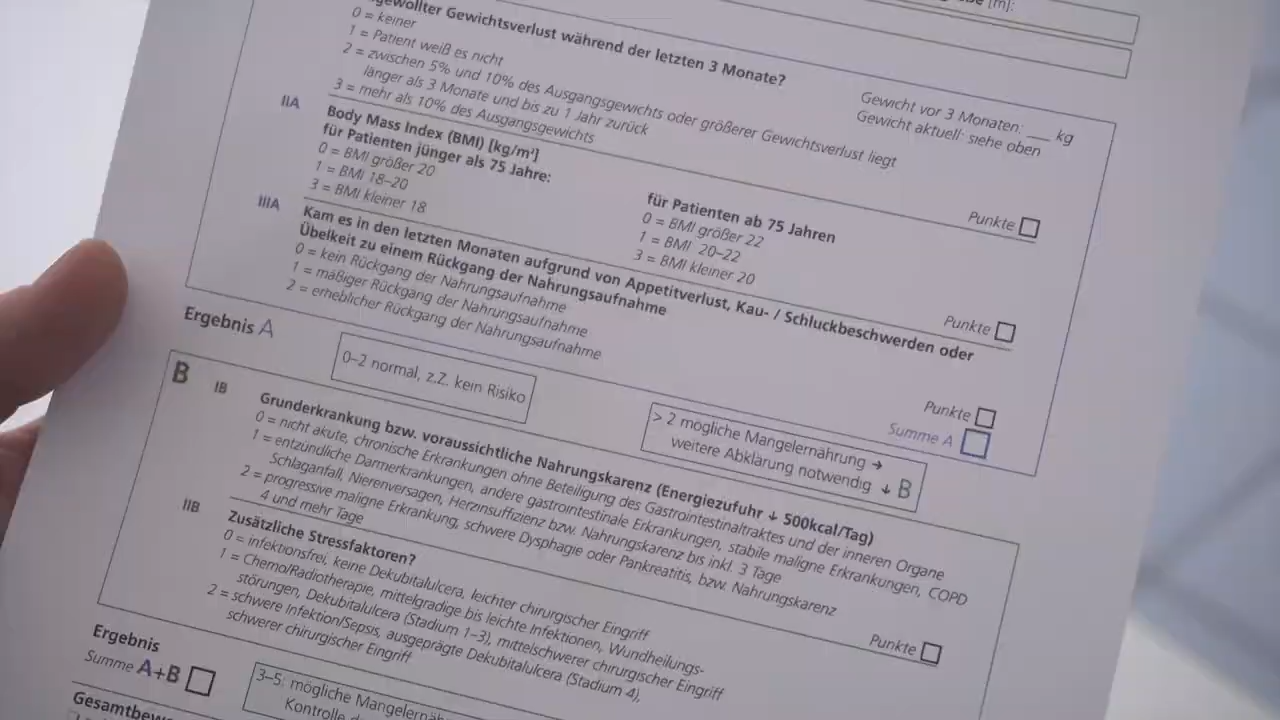 [m]:
Gewichtsverlust während der letzten 3 Monate?
0 = keiner
1 = Patient weiß es nicht
2 = zwischen 5% und 10% des Ausgangsgewichts oder größerer Gewichtsverlust liegt
länger als 3 Monate und bis zu 1 Jahr zurück
3 = mehr als 10% des Ausgangsgewichts
Gewicht vor 3 Monaten: ___ kg
Gewicht aktuell: siehe oben
Punkte
IIA
Body Mass Index (BMI) [kg/m²]
für Patienten jünger als 75 Jahre:
0 = BMI größer 20
1 = BMI 18–20
3 = BMI kleiner 18
für Patienten ab 75 Jahren
0 = BMI größer 22
1 = BMI 20–22
3 = BMI kleiner 20
Punkte
IIIA
Kam es in den letzten Monaten aufgrund von Appetitverlust, Kau- / Schluckbeschwerden oder
Übelkeit zu einem Rückgang der Nahrungsaufnahme
0 = kein Rückgang der Nahrungsaufnahme
1 = mäßiger Rückgang der Nahrungsaufnahme
2 = erheblicher Rückgang der Nahrungsaufnahme
Punkte
Summe A
Ergebnis A
0–2 normal, z.Z. kein Risiko
> 2 mögliche Mangelernährung →
weitere Abklärung notwendig ↓ B
B
IB
Grunderkrankung bzw. voraussichtliche Nahrungskarenz (Energiezufuhr ↓ 500kcal/Tag)
0 = nicht akute, chronische Erkrankungen ohne Beteiligung des Gastrointestinaltraktes und der inneren Organe
1 = entzündliche Darmerkrankungen, andere gastrointestinale Erkrankungen, stabile maligne Erkrankungen, COPD
Schlaganfall, Nierenversagen, Herzinsuffizienz bzw. Nahrungskarenz bis inkl. 3 Tage
2 = progressive maligne Erkrankung, schwere Dysphagie oder Pankreatitis, bzw. Nahrungskarenz
4 und mehr Tage
Punkte
IIB
Zusätzliche Stressfaktoren?
0 = infektionsfrei, keine Dekubitalulcera, leichter chirurgischer Eingriff
1 = Chemo/Radiotherapie, mittelgradige bis leichte Infektionen, Wundheilungs-
störungen, Dekubitalulcera (Stadium 1–3), mittelschwerer chirurgischer Eingriff
2 = schwere Infektion/Sepsis, ausgeprägte Dekubitalulcera (Stadium 4),
schwerer chirurgischer Eingriff
Ergebnis
Summe A+B
3–5: mögliche
Kontrolle